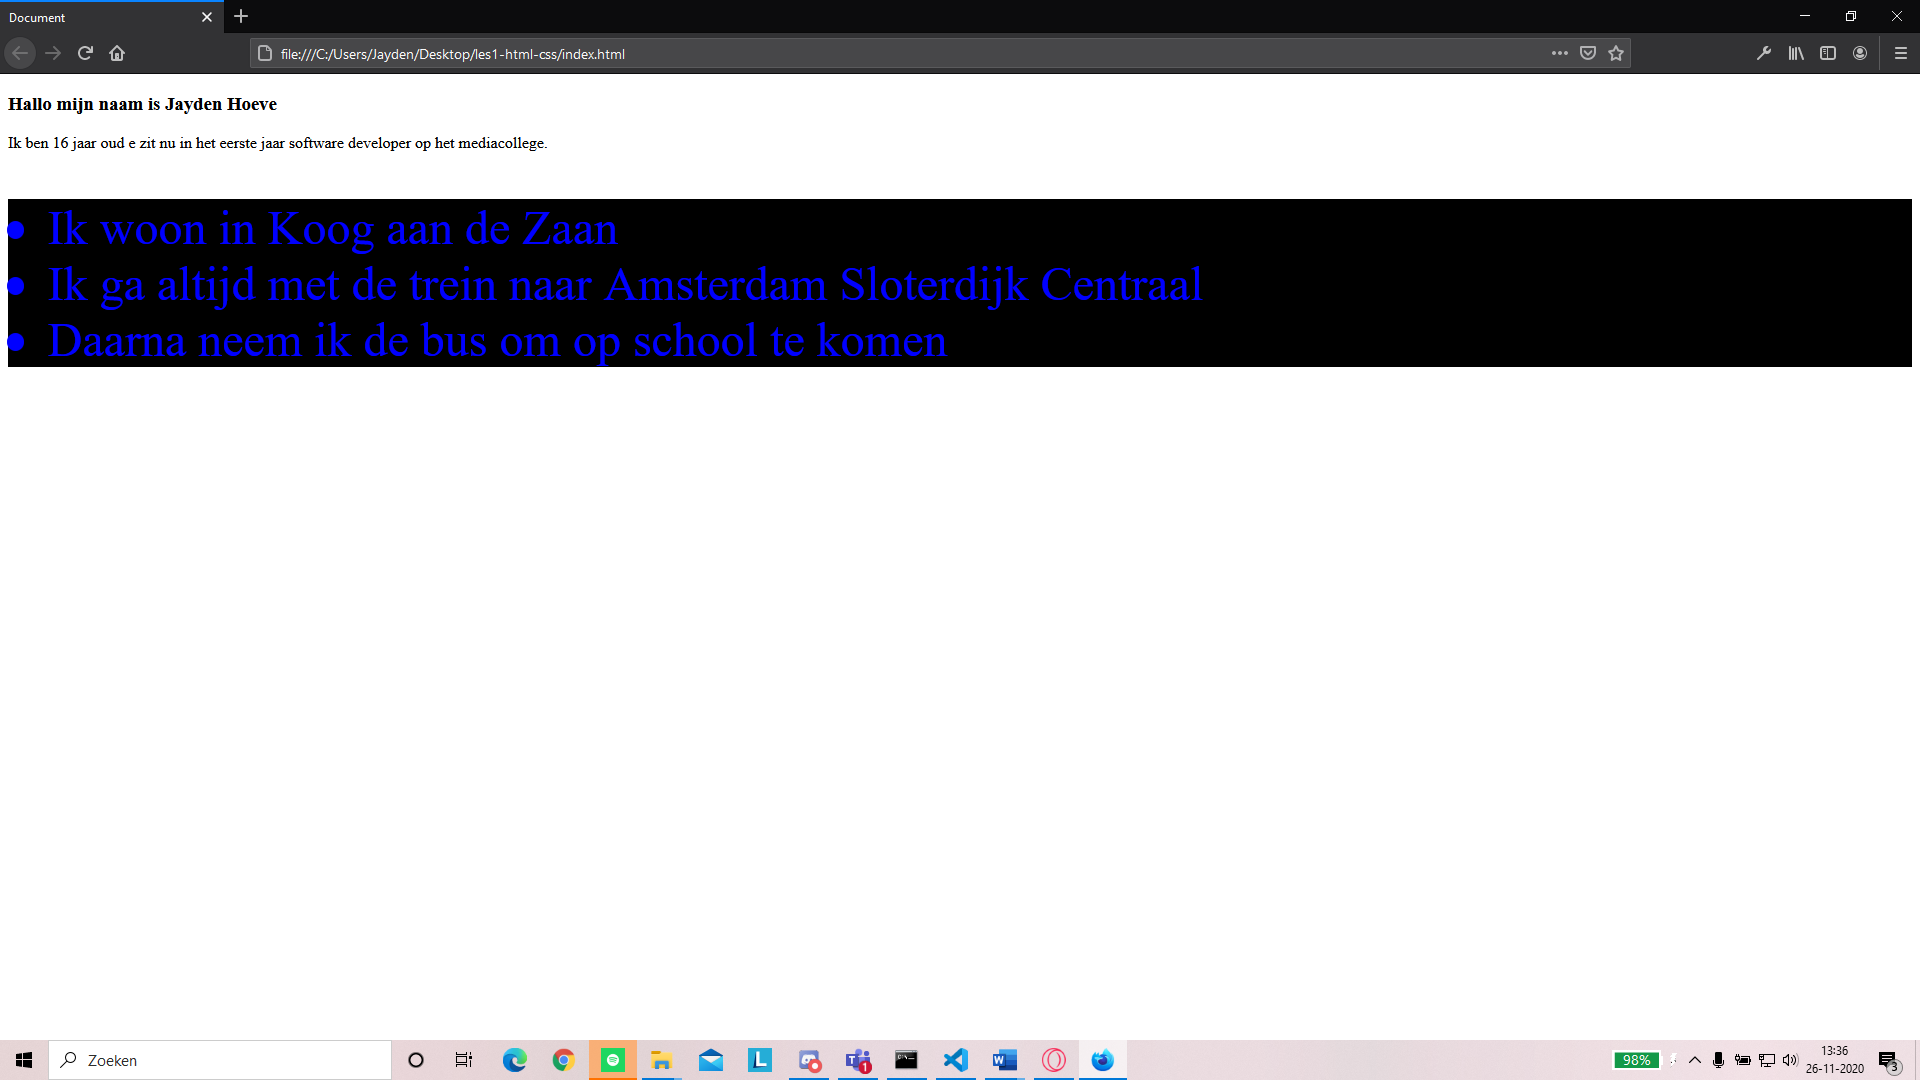 Document
file:///C:/Users/Jayden/Desktop/les1-html-css/index.html
Hallo mijn naam is Jayden Hoeve
Ik ben 16 jaar oud e zit nu in het eerste jaar software developer op het mediacollege.
Ik woon in Koog aan de Zaan
Ik ga altijd met de trein naar Amsterdam Sloterdijk Centraal
Daarna neem ik de bus om op school te komen
Zoeken
L
1
W
98%
13:36
26-11-2020
3